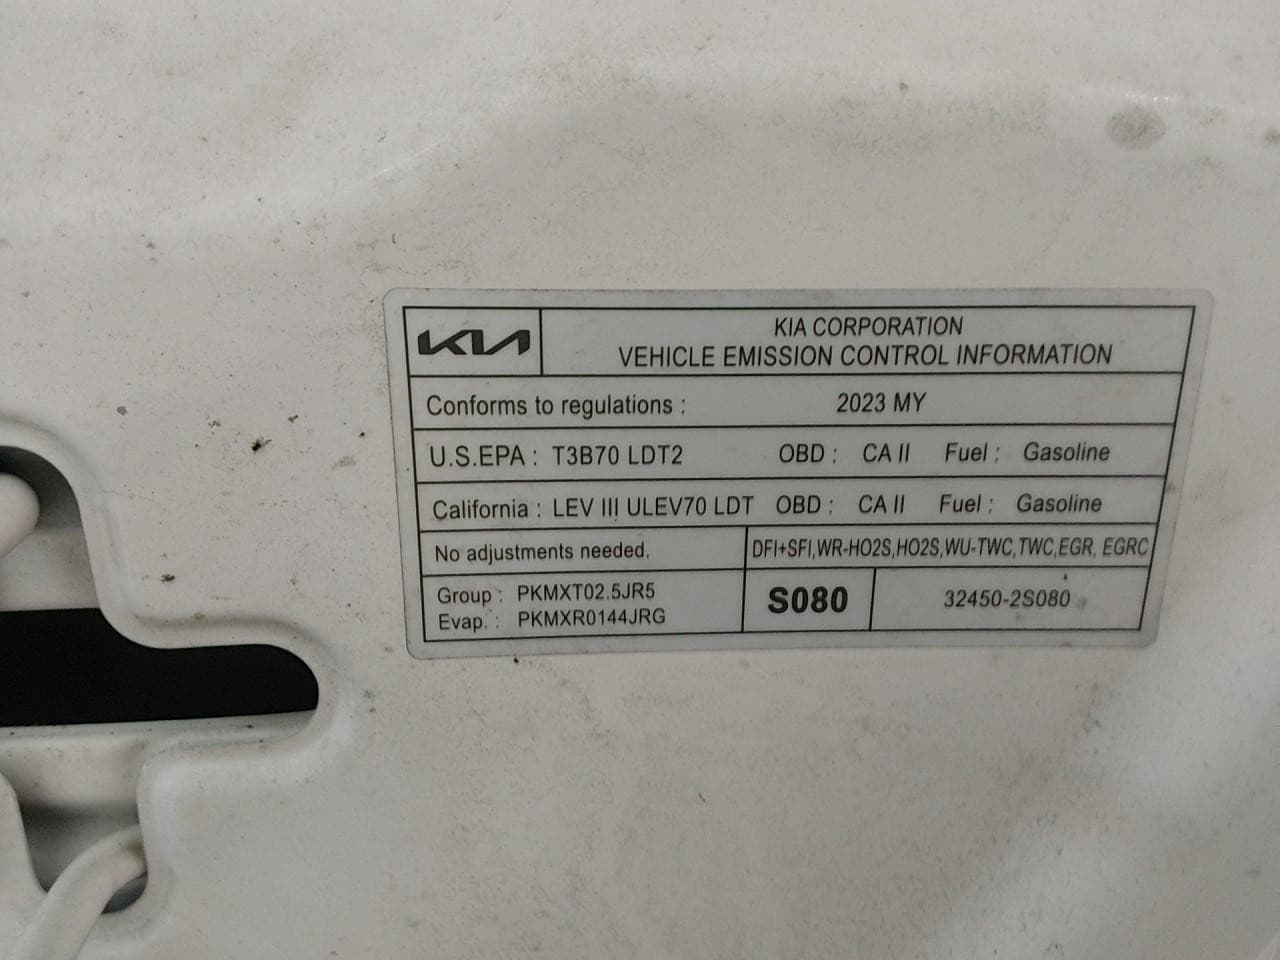 KIA
KIA CORPORATION
VEHICLE EMISSION CONTROL INFORMATION
Conforms to regulations : 2023 MY
U.S.EPA : T3B70 LDT2 OBD : CA II Fuel : Gasoline
California : LEV III ULEV70 LDT OBD : CA II Fuel : Gasoline
No adjustments needed. DFI+SFI,WR-HO2S,HO2S,WU-TWC,TWC,EGR, EGRC
Group : PKMXT02.5JR5
Evap. : PKMXR0144JRG
S080 32450-2S080